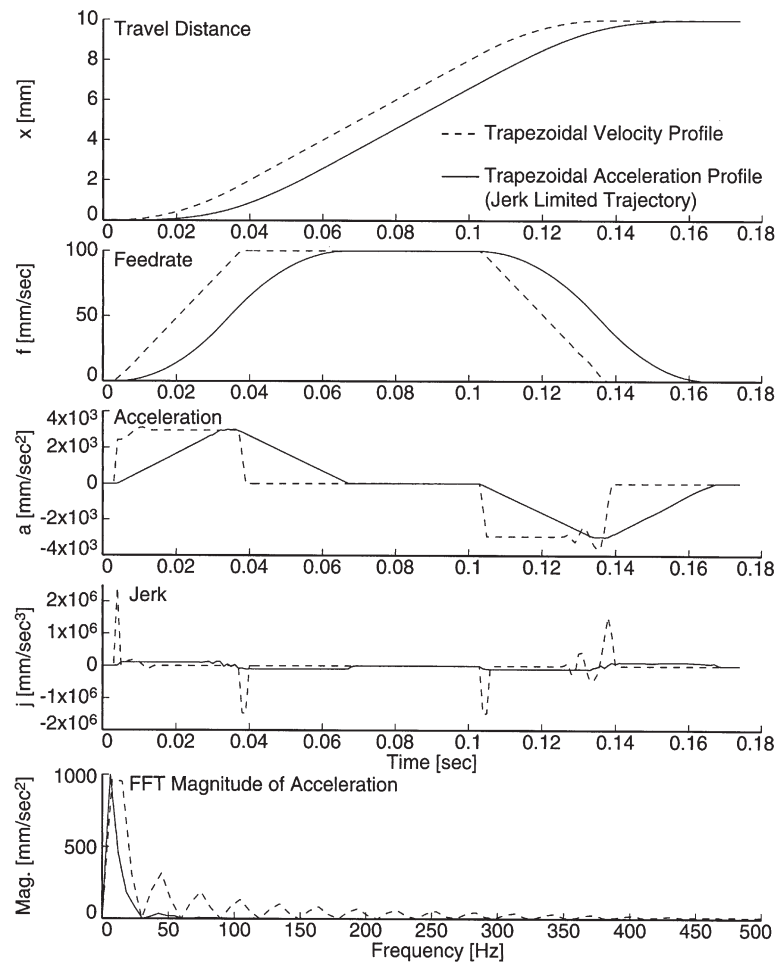 10
Travel Distance
8
6
4
2
0
x [mm]
Trapezoidal Velocity Profile
Trapezoidal Acceleration Profile
(Jerk Limited Trajectory)
0 0.02 0.04 0.06 0.08 0.1 0.12 0.14 0.16 0.18
100
Feedrate
50
0
f [mm/sec]
0 0.02 0.04 0.06 0.08 0.1 0.12 0.14 0.16 0.18
4x10³
Acceleration
2x10³
0
-2x10³
-4x10³
a [mm/sec²]
0 0.02 0.04 0.06 0.08 0.1 0.12 0.14 0.16 0.18
Jerk
2x10⁶
1x10⁶
0
-1x10⁶
-2x10⁶
j [mm/sec³]
0 0.02 0.04 0.06 0.08 0.1 0.12 0.14 0.16 0.18
Time [sec]
1000
FFT Magnitude of Acceleration
500
0
Mag. [mm/sec²]
0 50 100 150 200 250 300 350 400 450 500
Frequency [Hz]